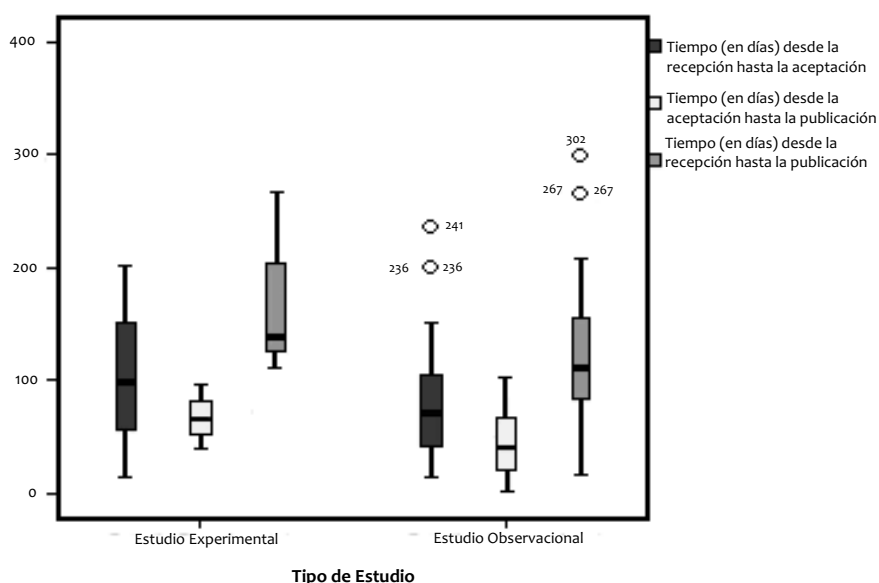 400
300
200
100
0
302
267 267
241
236 236
Tiempo (en días) desde la
recepción hasta la aceptación
Tiempo (en días) desde la
aceptación hasta la publicación
Tiempo (en días) desde la
recepción hasta la publicación
Estudio Experimental
Estudio Observacional
Tipo de Estudio